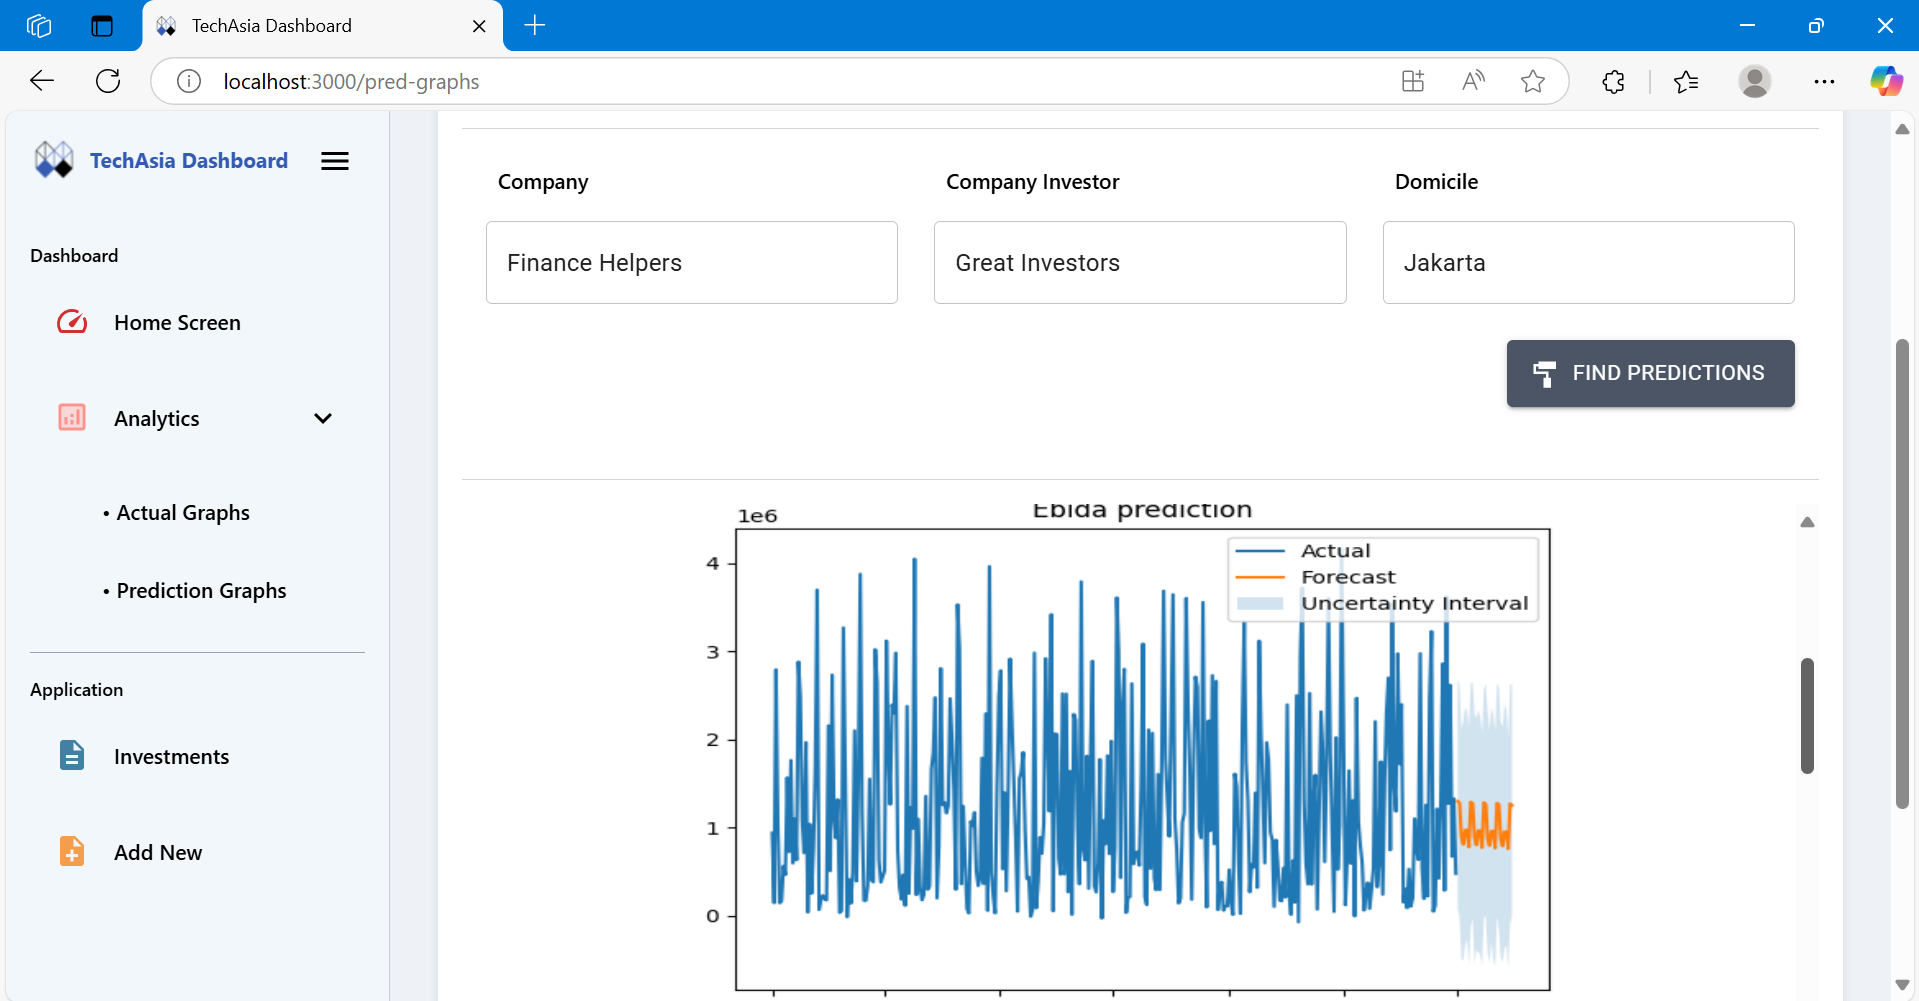 TechAsia Dashboard
localhost:3000/pred-graphs
TechAsia Dashboard
Dashboard
Home Screen
Analytics
• Actual Graphs
• Prediction Graphs
Application
Investments
Add New
Company
Company Investor
Domicile
Finance Helpers
Great Investors
Jakarta
FIND PREDICTIONS
Ebida prediction
1e6
4
3
2
1
0
Actual
Forecast
Uncertainty Interval